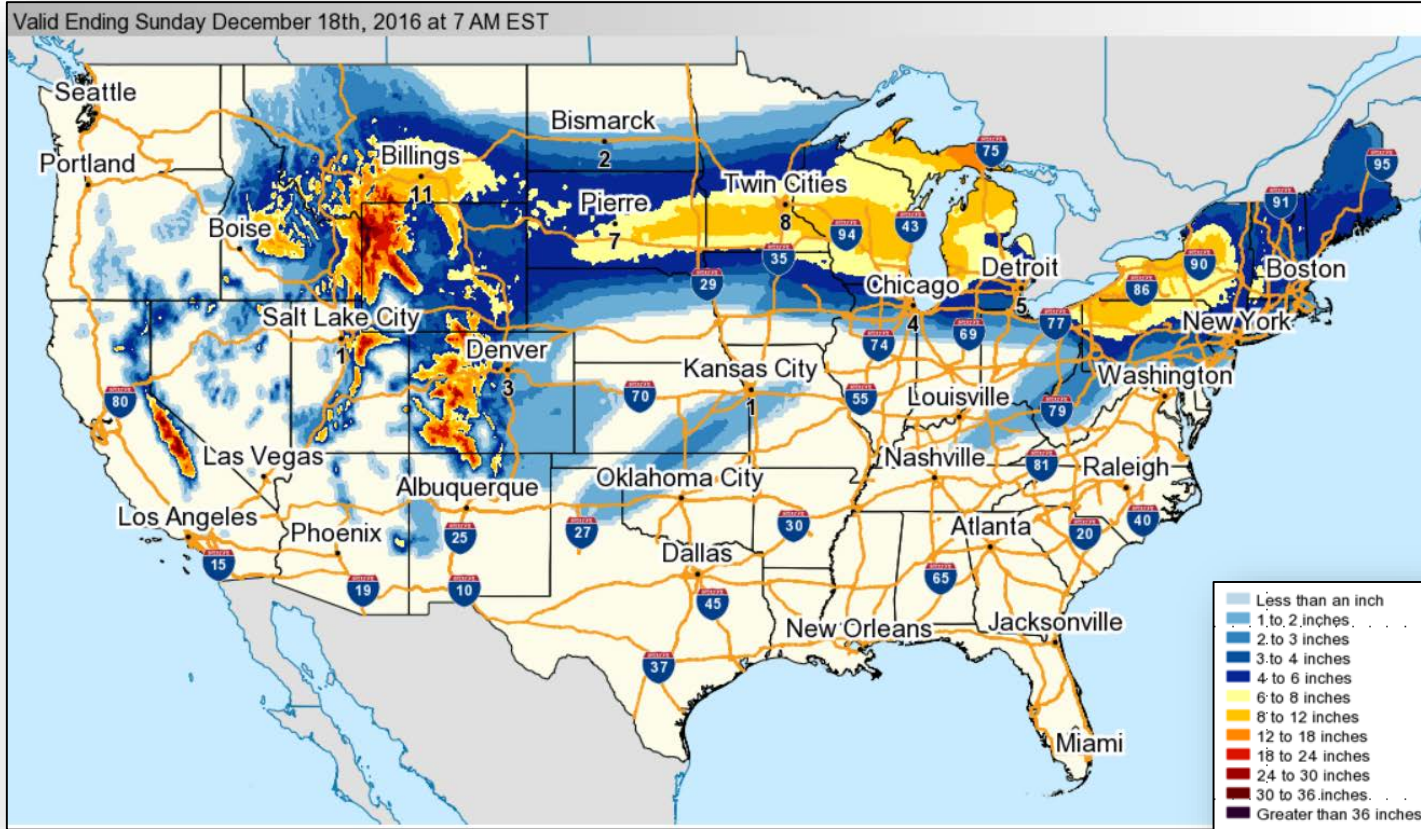 Valid Ending Sunday December 18th, 2016 at 7 AM EST
Seattle
Bismarck
2
75
Portland
Billings
11
95
Twin Cities
8
Pierre
7
91
Boise
94
43
90
35
Detroit
5
Boston
29
Chicago
4
86
Salt Lake City
1
77
New York
74
69
Denver
3
Kansas City
1
Washington
80
70
55
Louisville
79
Las Vegas
Nashville
81
Raleigh
Albuquerque
Oklahoma City
Los Angeles
Phoenix
25
27
30
Atlanta
20
40
15
Dallas
19
10
45
65
New Orleans
Jacksonville
37
Miami
Less than an inch
1 to 2 inches
2 to 3 inches
3 to 4 inches
4 to 6 inches
6 to 8 inches
8 to 12 inches
12 to 18 inches
18 to 24 inches
24 to 30 inches
30 to 36 inches
Greater than 36 inches